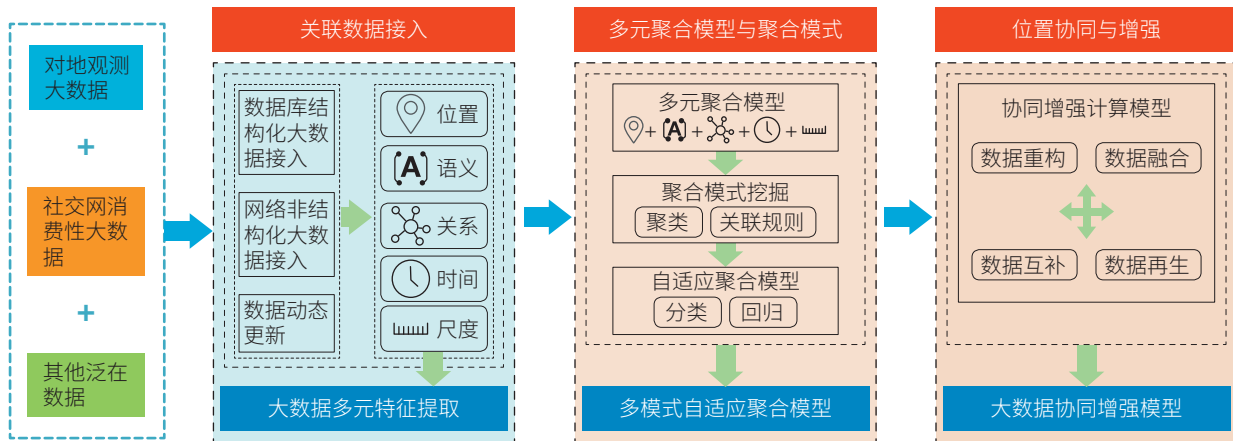 对地观测
大数据
+
社交网消
费性大数
据
+
其他泛在
数据
关联数据接入
数据库结
构化大数
据接入
网络非结
构化大数
据接入
数据动态
更新
位置
[A] 语义
关系
时间
尺度
大数据多元特征提取
多元聚合模型与聚合模式
多元聚合模型
+ [A] + + +
聚合模式挖掘
聚类 关联规则
自适应聚合模型
分类 回归
多模式自适应聚合模型
位置协同与增强
协同增强计算模型
数据重构 数据融合
数据互补 数据再生
大数据协同增强模型